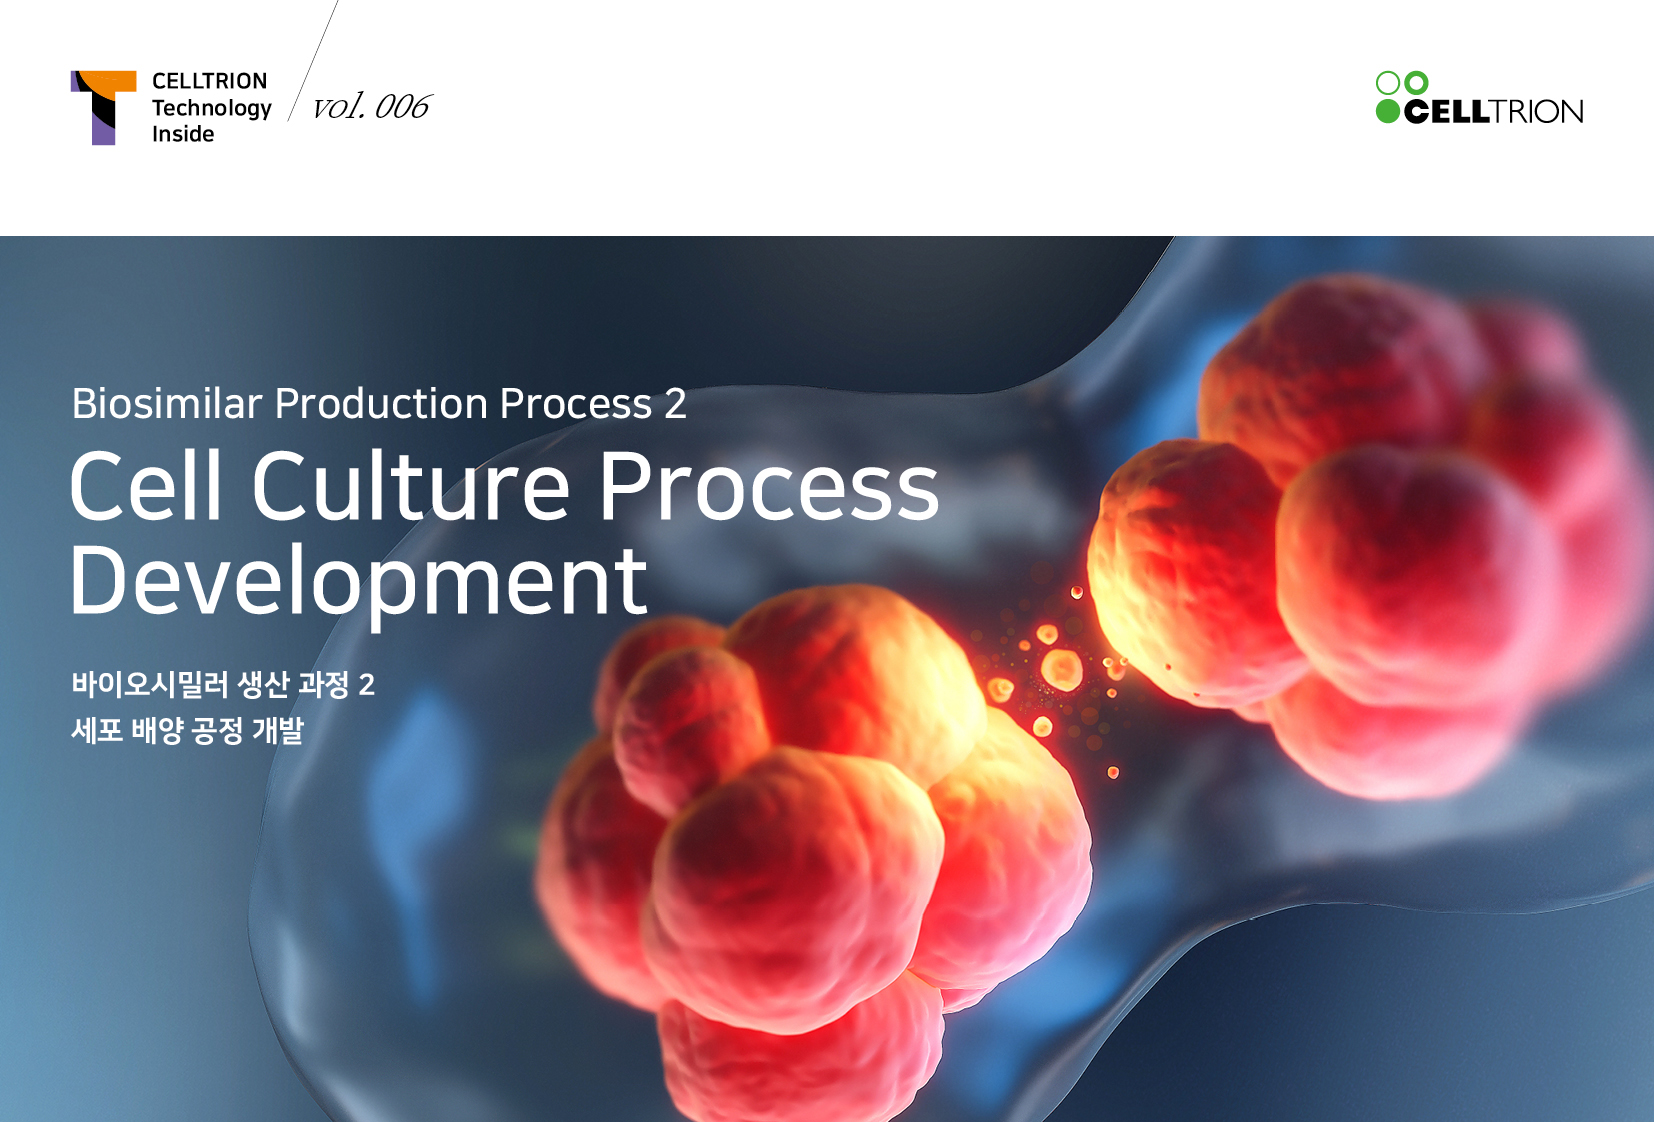 CELLTRION
Technology
Inside
vol. 006
CELLTRION
Biosimilar Production Process 2
Cell Culture Process
Development
바이오시밀러 생산 과정 2
세포 배양 공정 개발